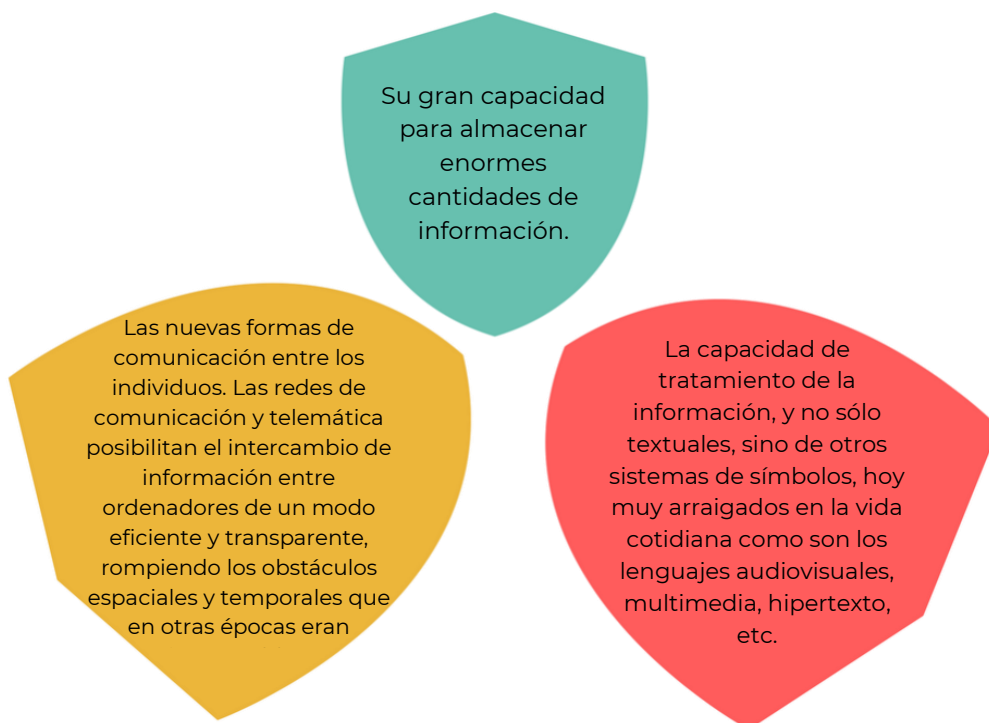 Su gran capacidad
para almacenar
enormes
cantidades de
información.
Las nuevas formas de
comunicación entre los
individuos. Las redes de
comunicación y telemática
posibilitan el intercambio de
información entre
ordenadores de un modo
eficiente y transparente,
rompiendo los obstáculos
espaciales y temporales que
en otras épocas eran
La capacidad de
tratamiento de la
información, y no sólo
textuales, sino de otros
sistemas de símbolos, hoy
muy arraigados en la vida
cotidiana como son los
lenguajes audiovisuales,
multimedia, hipertexto,
etc.